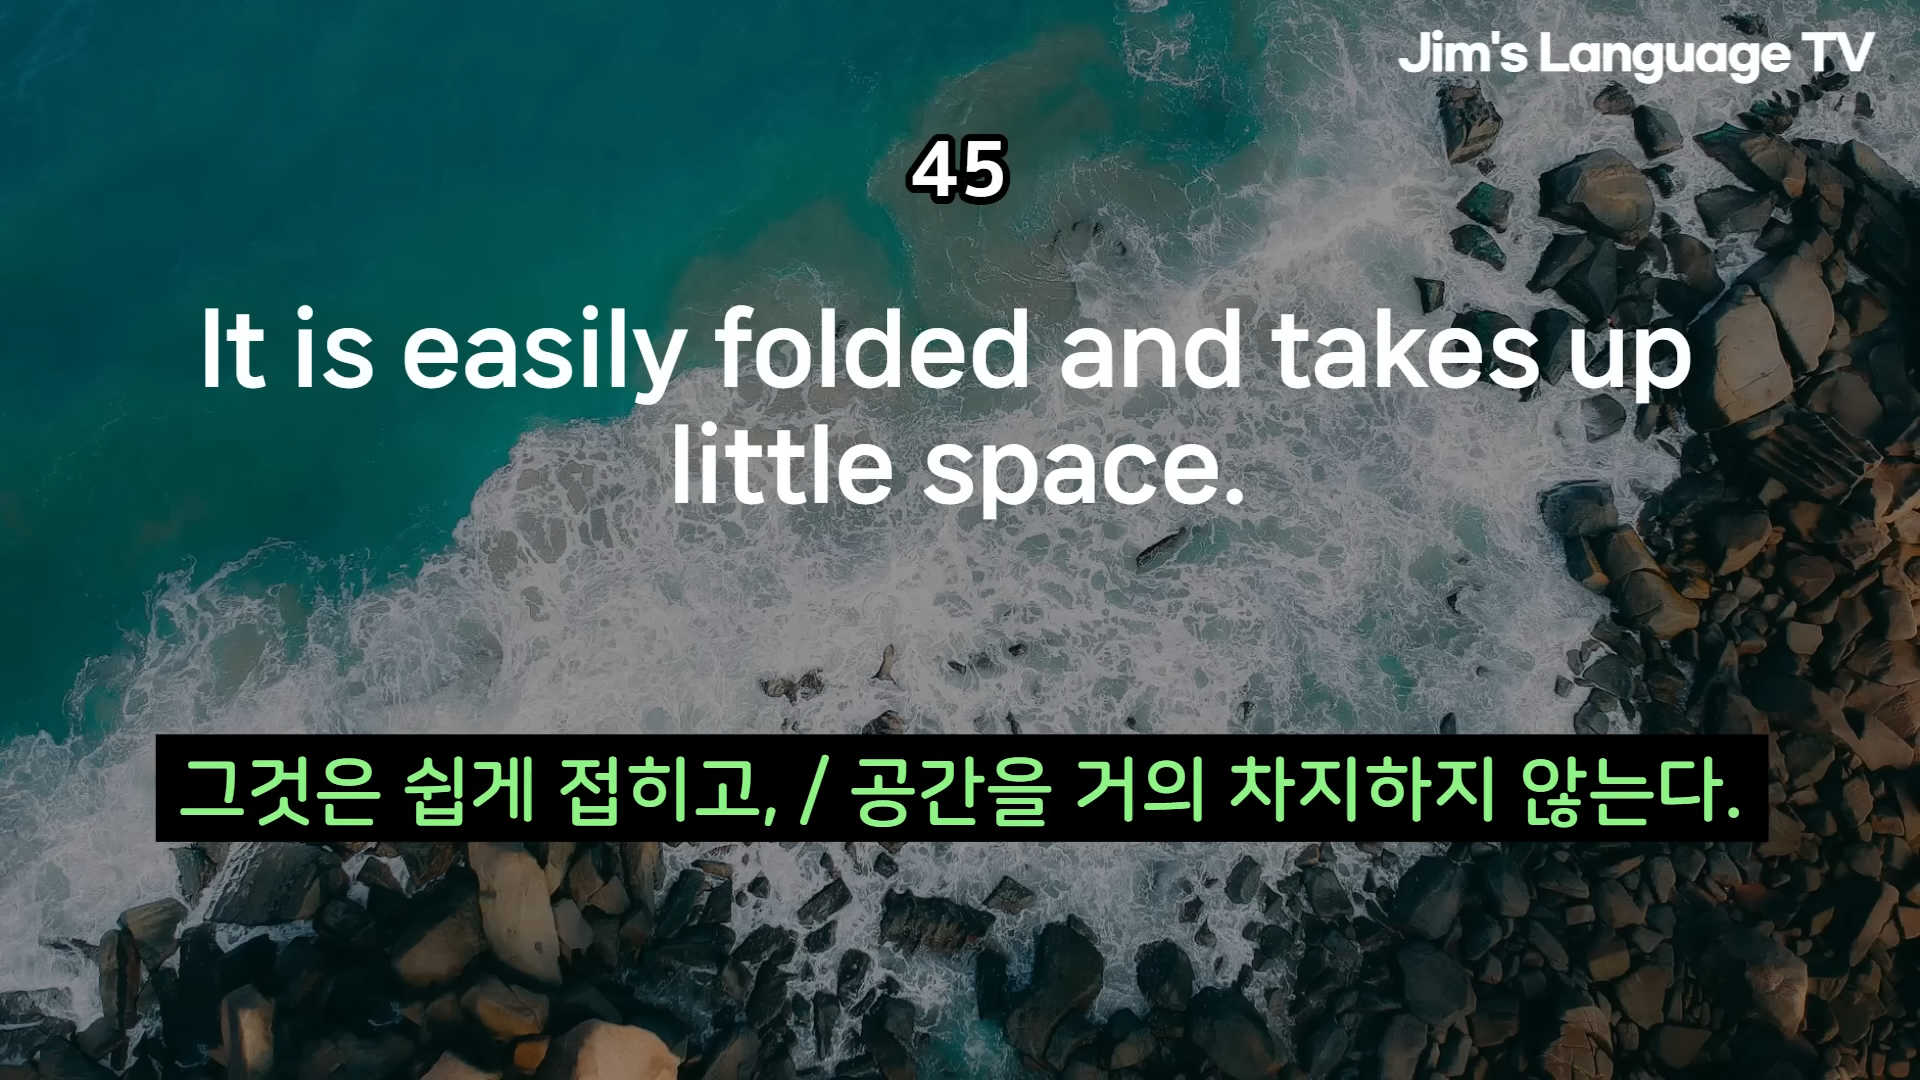 Jim's Language TV
45
It is easily folded and takes up
little space.
그것은 쉽게 접히고, / 공간을 거의 차지하지 않는다.